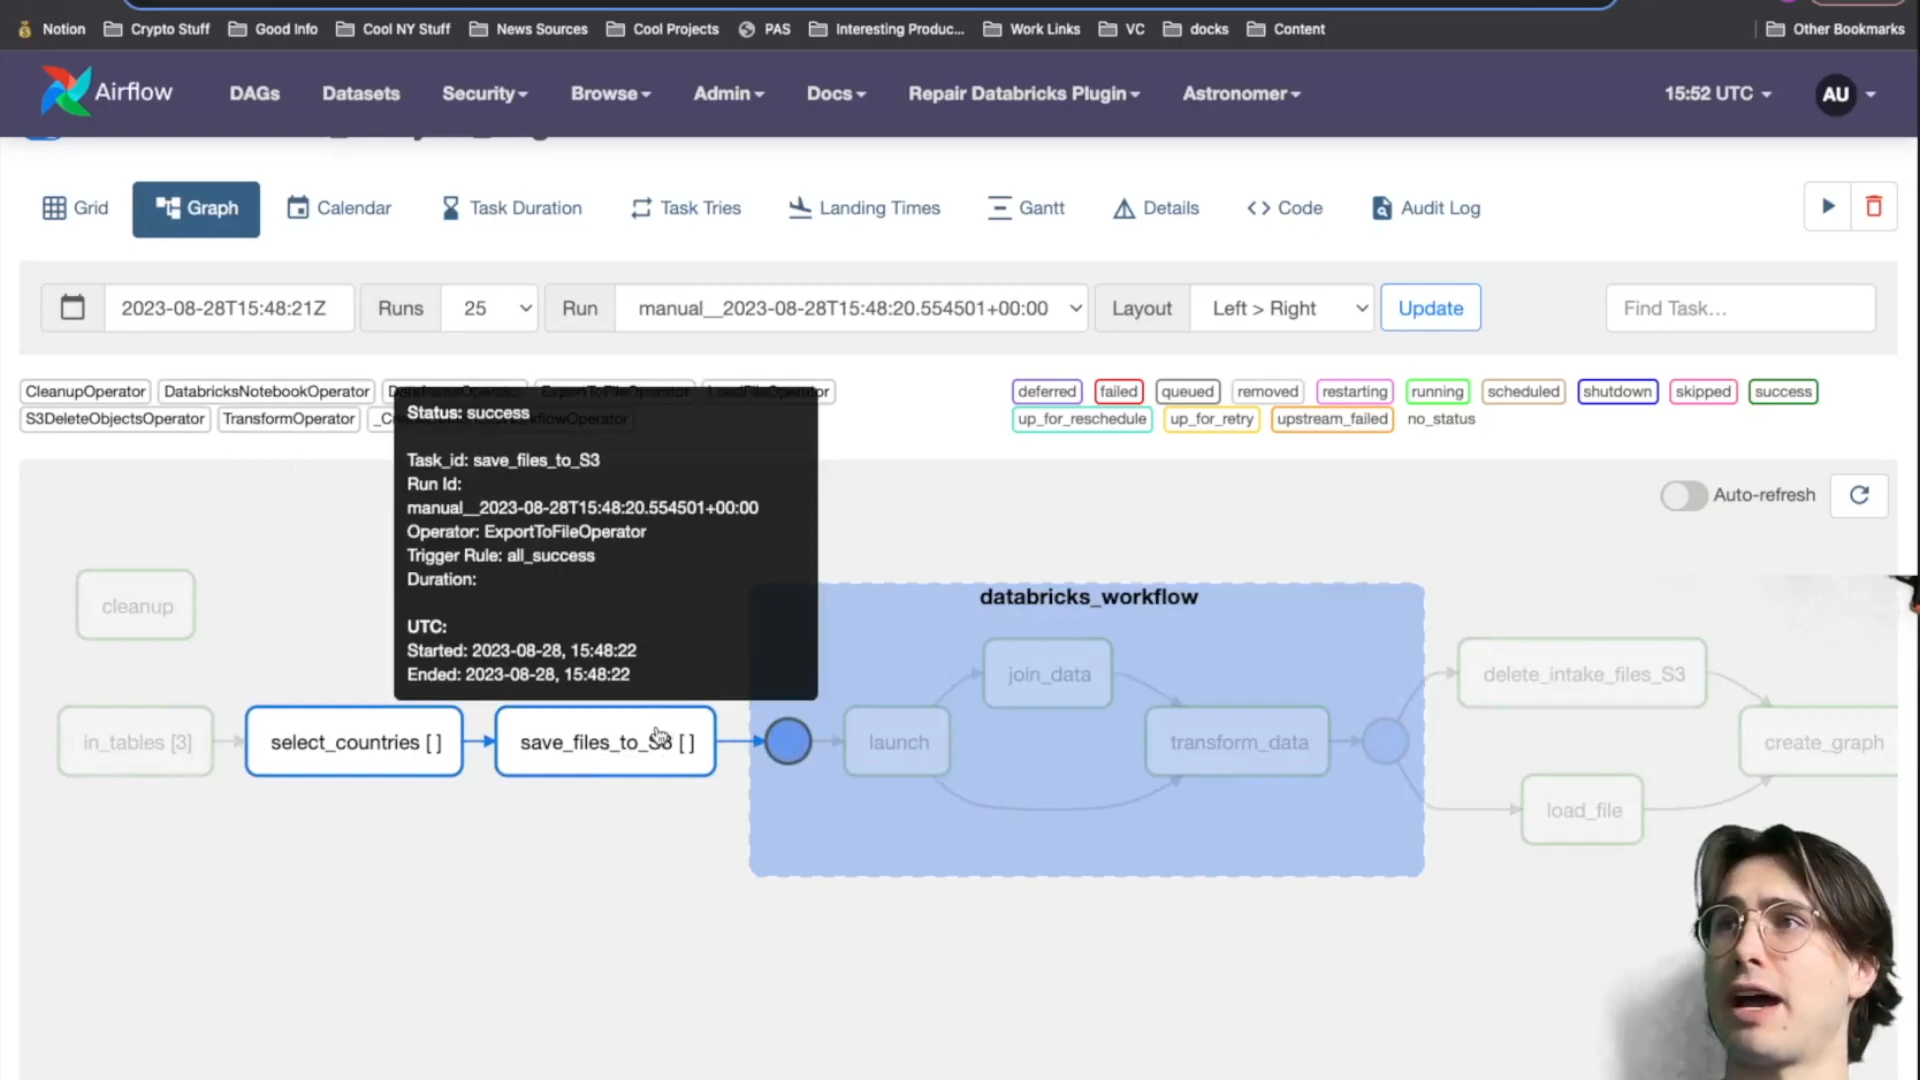 Notion Crypto Stuff Good Info Cool NY Stuff News Sources Cool Projects PAS Interesting Produc... Work Links VC docks Content Other Bookmarks
Airflow DAGs Datasets Security Browse Admin Docs Repair Databricks Plugin Astronomer 15:52 UTC AU
Grid Graph Calendar Task Duration Task Tries Landing Times Gantt Details Code Audit Log
2023-08-28T15:48:21Z Runs 25 Run manual__2023-08-28T15:48:20.554501+00:00 Layout Left > Right Update Find Task...
CleanupOperator DatabricksNotebookOperator ExportToFileOperator LoadFileOperator deferred failed queued removed restarting running scheduled shutdown skipped success
S3DeleteObjectsOperator TransformOperator up_for_reschedule up_for_retry upstream_failed no_status
Status: success
Task_id: save_files_to_S3
Run Id:
manual__2023-08-28T15:48:20.554501+00:00
Operator: ExportToFileOperator
Trigger Rule: all_success
Duration:
UTC:
Started: 2023-08-28, 15:48:22
Ended: 2023-08-28, 15:48:22
Auto-refresh
databricks_workflow
cleanup
join_data
delete_intake_files_S3
in_tables [3] select_countries [ ] save_files_to_S3 [ ] launch transform_data create_graph
load_file